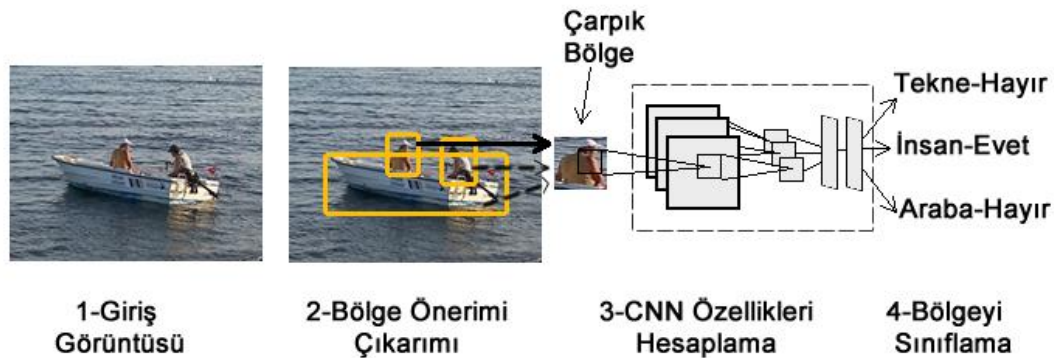 Çarpık
Bölge
Tekne-Hayır
İnsan-Evet
Araba-Hayır
1-Giriş
Görüntüsü
2-Bölge Önerimi
Çıkarımı
3-CNN Özellikleri
Hesaplama
4-Bölgeyi
Sınıflama